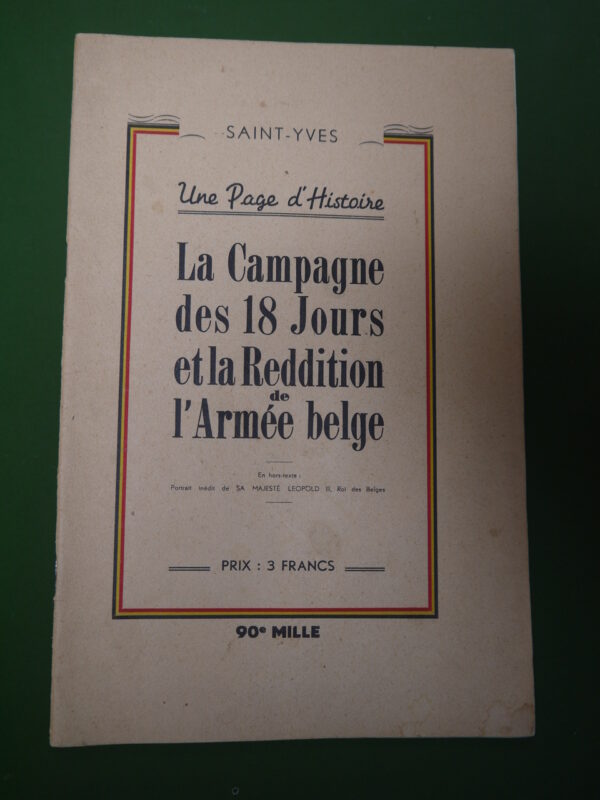 SAINT-YVES
Une Page d'Histoire
La Campagne
des 18 Jours
et la Reddition
de
l'Armée belge
En hors-texte :
Portrait inédit de SA MAJESTÉ LEOPOLD III, Roi des Belges
PRIX : 3 FRANCS
90e MILLE